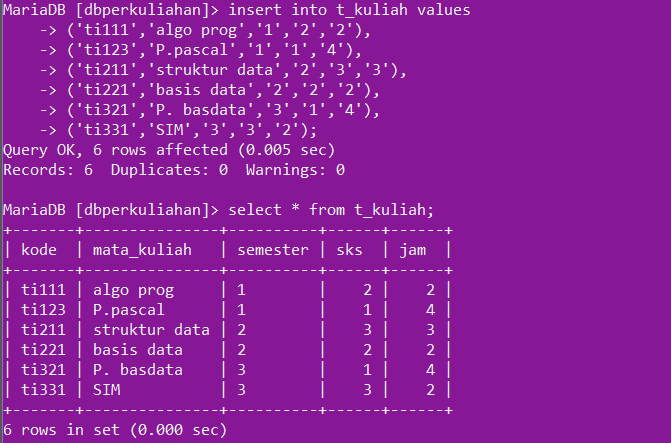 MariaDB [dbperkuliahan]> insert into t_kuliah values
    -> ('ti111','algo prog','1','2','2'),
    -> ('ti123','P.pascal','1','1','4'),
    -> ('ti211','struktur data','2','3','3'),
    -> ('ti221','basis data','2','2','2'),
    -> ('ti321','P. basdata','3','1','4'),
    -> ('ti331','SIM','3','3','2');
Query OK, 6 rows affected (0.005 sec)
Records: 6  Duplicates: 0  Warnings: 0

MariaDB [dbperkuliahan]> select * from t_kuliah;
+-------+---------------+----------+------+------+
| kode  | mata_kuliah   | semester | sks  | jam  |
+-------+---------------+----------+------+------+
| ti111 | algo prog     | 1        |    2 |    2 |
| ti123 | P.pascal      | 1        |    1 |    4 |
| ti211 | struktur data | 2        |    3 |    3 |
| ti221 | basis data    | 2        |    2 |    2 |
| ti321 | P. basdata    | 3        |    1 |    4 |
| ti331 | SIM           | 3        |    3 |    2 |
+-------+---------------+----------+------+------+
6 rows in set (0.000 sec)